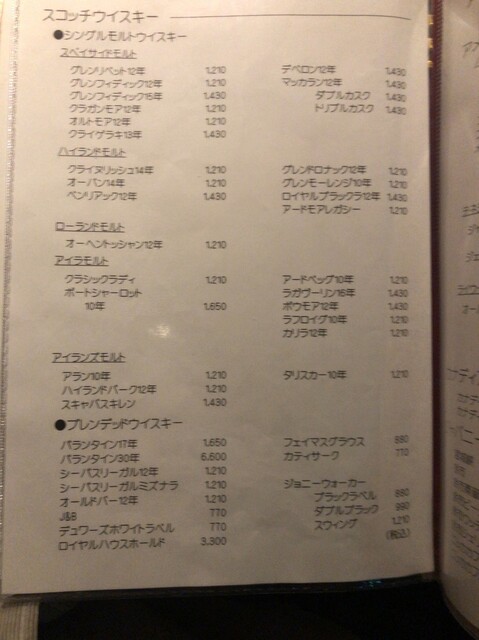 スコッチウイスキー
●シングルモルトウイスキー
スペイサイドモルト
グレンリベット12年 1,210
グレンフィディック12年 1,210
グレンフィディック15年 1,430
クラガンモア12年 1,210
オルトモア12年 1,210
クライゲラキ13年 1,430
デベロン12年 1,430
マッカラン12年 1,430
ダブルカスク 1,430
トリプルカスク 1,430
ハイランドモルト
クライヌリッシュ14年 1,210
オーバン14年 1,210
ベンリアック12年 1,430
グレンドロナック12年 1,210
グレンモーレンジ10年 1,210
ロイヤルブラックラ12年 1,430
アードモアレガシー 1,210
ローランドモルト
オーヘントッシャン12年 1,210
アイラモルト
クラシックラディ 1,210
ポートシャーロット
10年 1,650
アードベッグ10年 1,210
ラガヴーリン16年 1,430
ボウモア12年 1,430
ラフロイグ10年 1,210
カリラ12年 1,210
アイランズモルト
アラン10年 1,210
ハイランドパーク12年 1,210
スキャパスキレン 1,430
タリスカー10年 1,210
●ブレンデッドウイスキー
バランタイン17年 1,650
バランタイン30年 6,600
シーバスリーガル12年 1,210
シーバスリーガルミズナラ 1,210
オールドパー12年 1,210
J&B 770
デュワーズホワイトラベル 770
ロイヤルハウスホールド 3,300
フェイマスグラウス 880
カティサーク 770
ジョニーウォーカー
ブラックラベル 880
ダブルブラック 990
スウィング 1,210
(税込)